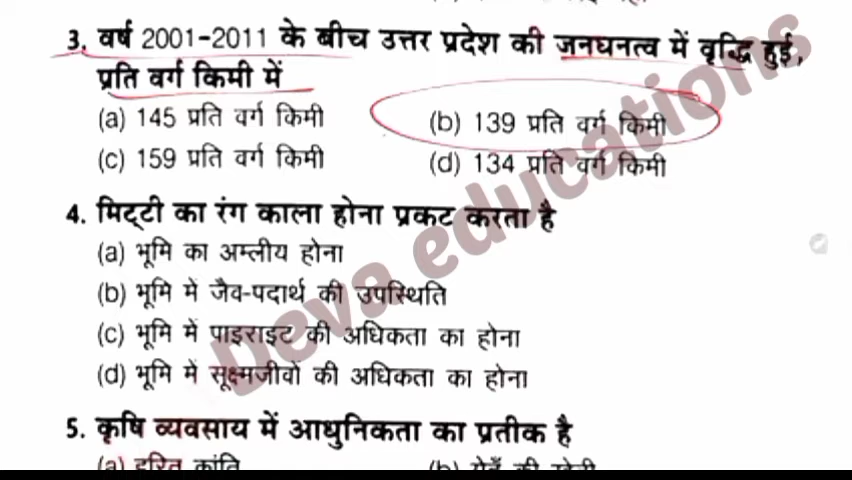 3. वर्ष 2001-2011 के बीच उत्तर प्रदेश की जनघनत्व में वृद्धि हुई,
प्रति वर्ग किमी में
(a) 145 प्रति वर्ग किमी (b) 139 प्रति वर्ग किमी
(c) 159 प्रति वर्ग किमी (d) 134 प्रति वर्ग किमी
4. मिट्टी का रंग काला होना प्रकट करता है
(a) भूमि का अम्लीय होना
(b) भूमि में जैव-पदार्थ की उपस्थिति
(c) भूमि में पाइराइट की अधिकता का होना
(d) भूमि में सूक्ष्मजीवों की अधिकता का होना
5. कृषि व्यवसाय में आधुनिकता का प्रतीक है
(a) हरित क्रांति (b) की खेती
Deva educations